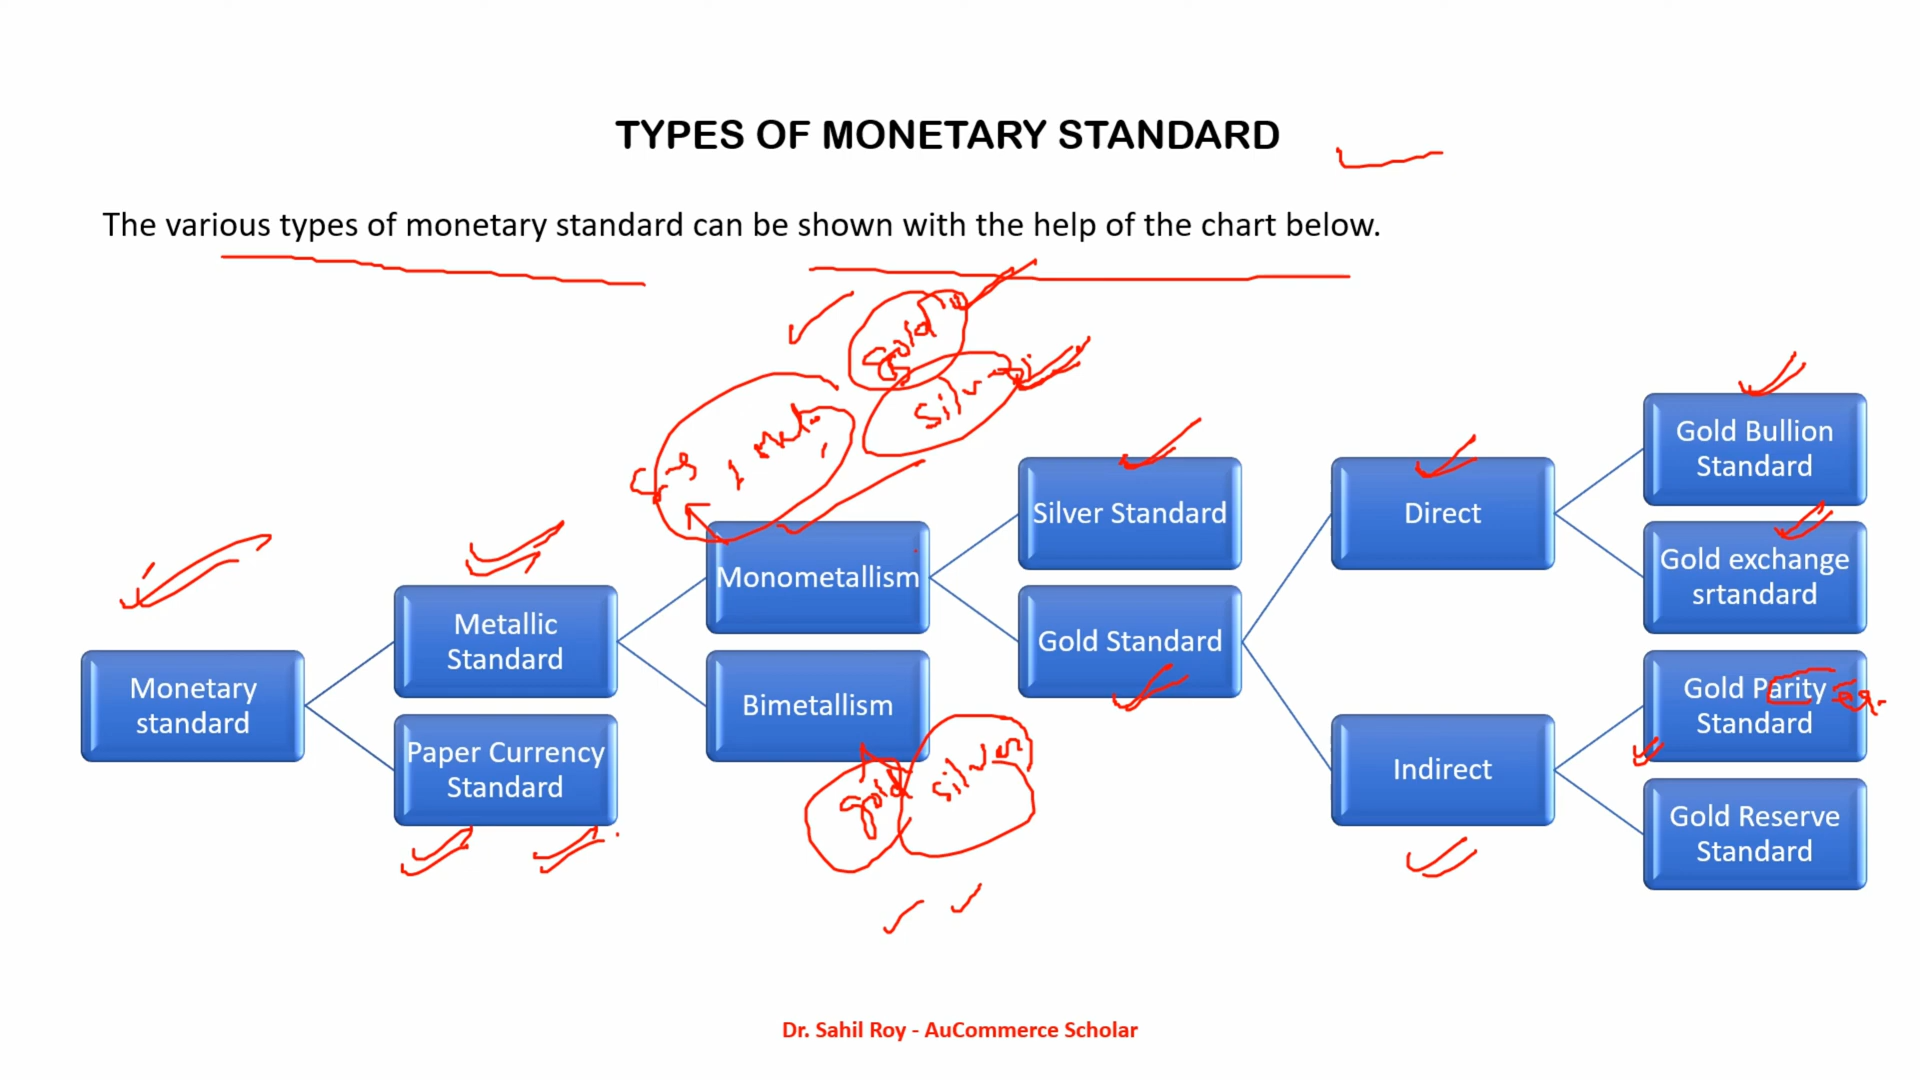 TYPES OF MONETARY STANDARD
The various types of monetary standard can be shown with the help of the chart below.
Gold
Silver
1 metal
Monetary
standard
Metallic
Standard
Paper Currency
Standard
Monometallism
Bimetallism
gold
silver
Silver Standard
Gold Standard
Direct
Indirect
Gold Bullion
Standard
Gold exchange
srtandard
Gold Parity
Standard
Gold Reserve
Standard
Dr. Sahil Roy - AuCommerce Scholar